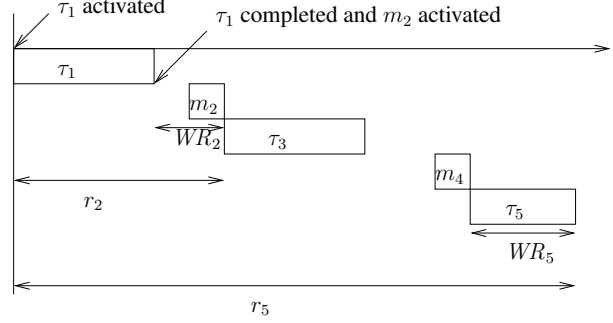 τ₁ activated
τ₁ completed and m₂ activated
τ₁
m₂
WR₂
τ₃
r₂
m₄
τ₅
WR₅
r₅